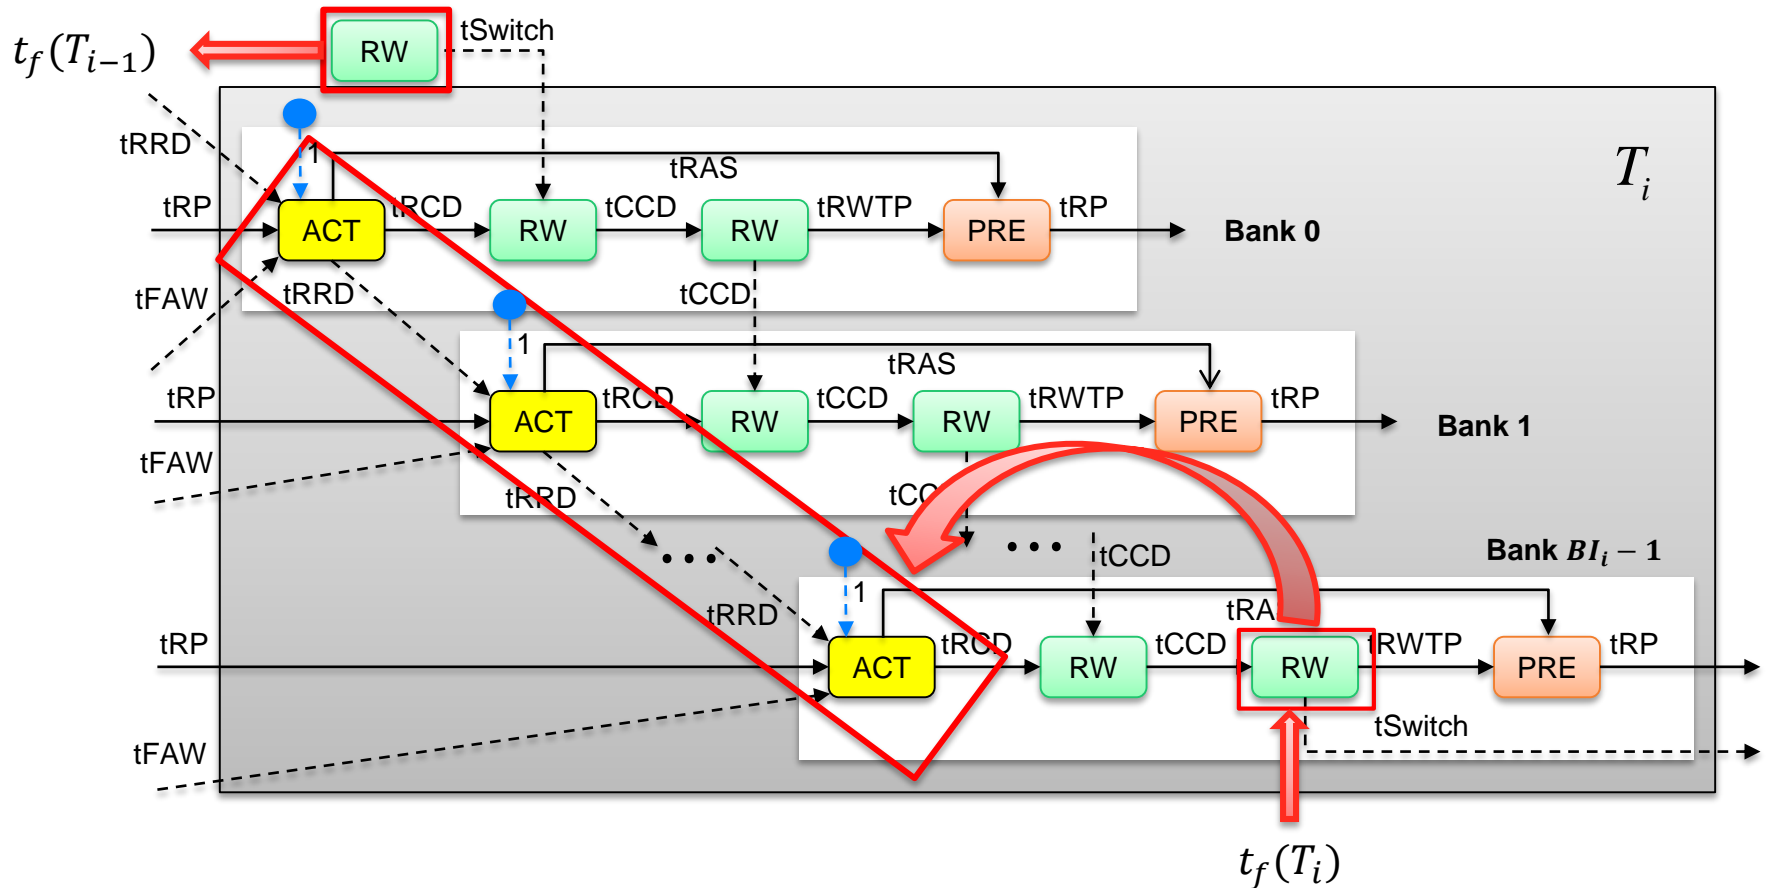 RW
tSwitch
t_f(T_{i-1})
tRRD
1
tRAS
T_i
tRP
ACT
tRCD
RW
tCCD
RW
tRWTP
PRE
tRP
Bank 0
tFAW
tRRD
tCCD
1
tRAS
tRP
ACT
tRCD
RW
tCCD
RW
tRWTP
PRE
tRP
Bank 1
tFAW
tRRD
•••
•••
tCCD
Bank BI_i − 1
1
tRRD
tRP
ACT
tRCD
RW
tCCD
RW
tRWTP
PRE
tRP
tFAW
tSwitch
t_f(T_i)